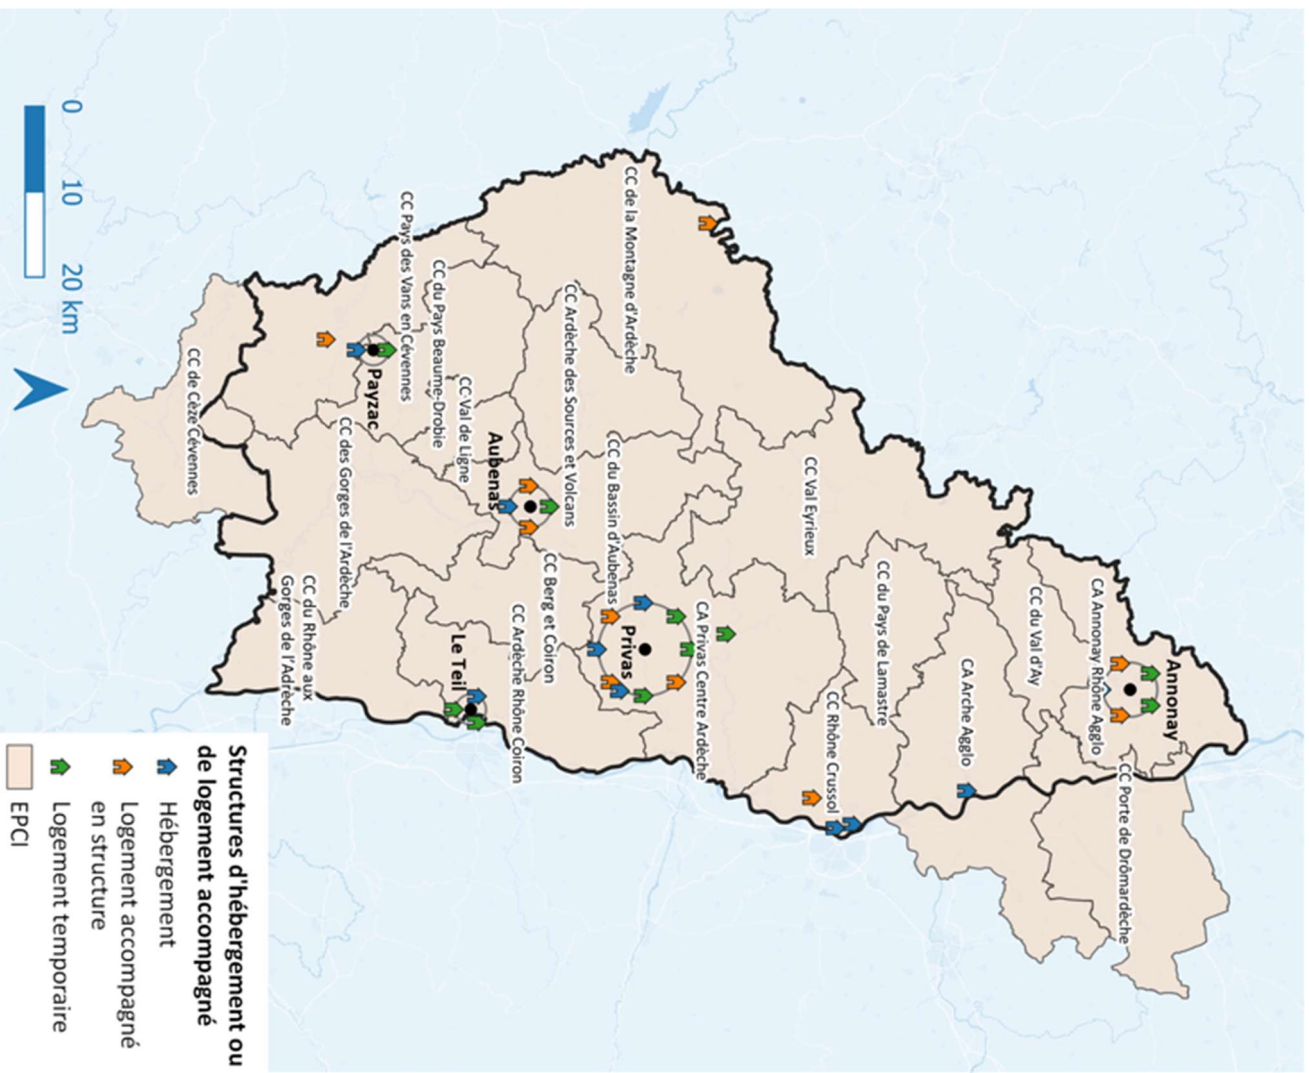 Annonay
CC Porte de DrômArdèche
CA Annonay Rhône Agglo
CC du Val d'Ay
CA Arche Agglo
CC du Pays de Lamastre
CC Rhône Crussol
CC Val Eyrieux
CA Privas Centre Ardèche
CC de la Montagne d'Ardèche
Privas
CC du Bassin d'Aubenas
CC Ardèche des Sources et Volcans
CC Berg et Coiron
CC Ardèche Rhône Coiron
Aubenas
CC Val de Ligne
Le Teil
CC du Pays Beaume-Drobie
CC Pays des Vans en Cévennes
Payzac
CC des Gorges de l'Ardèche
CC du Rhône aux
Gorges de l'Adrèche
CC de Cèze Cévennes
Structures d'hébergement ou
de logement accompagné
Hébergement
Logement accompagné
en structure
Logement temporaire
EPCI
0 10 20 km